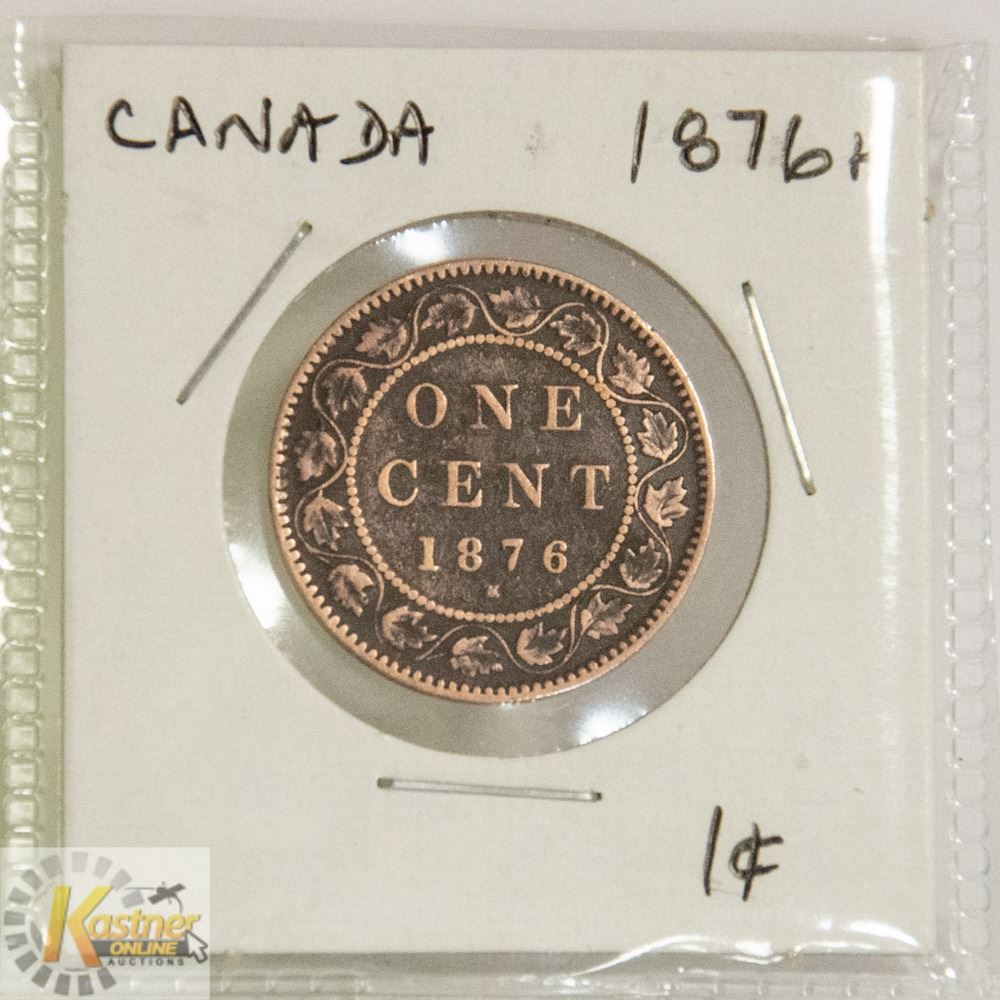 CANADA 1876H
ONE
CENT
1876
H
1¢
Kastner
ONLINE
AUCTIONS